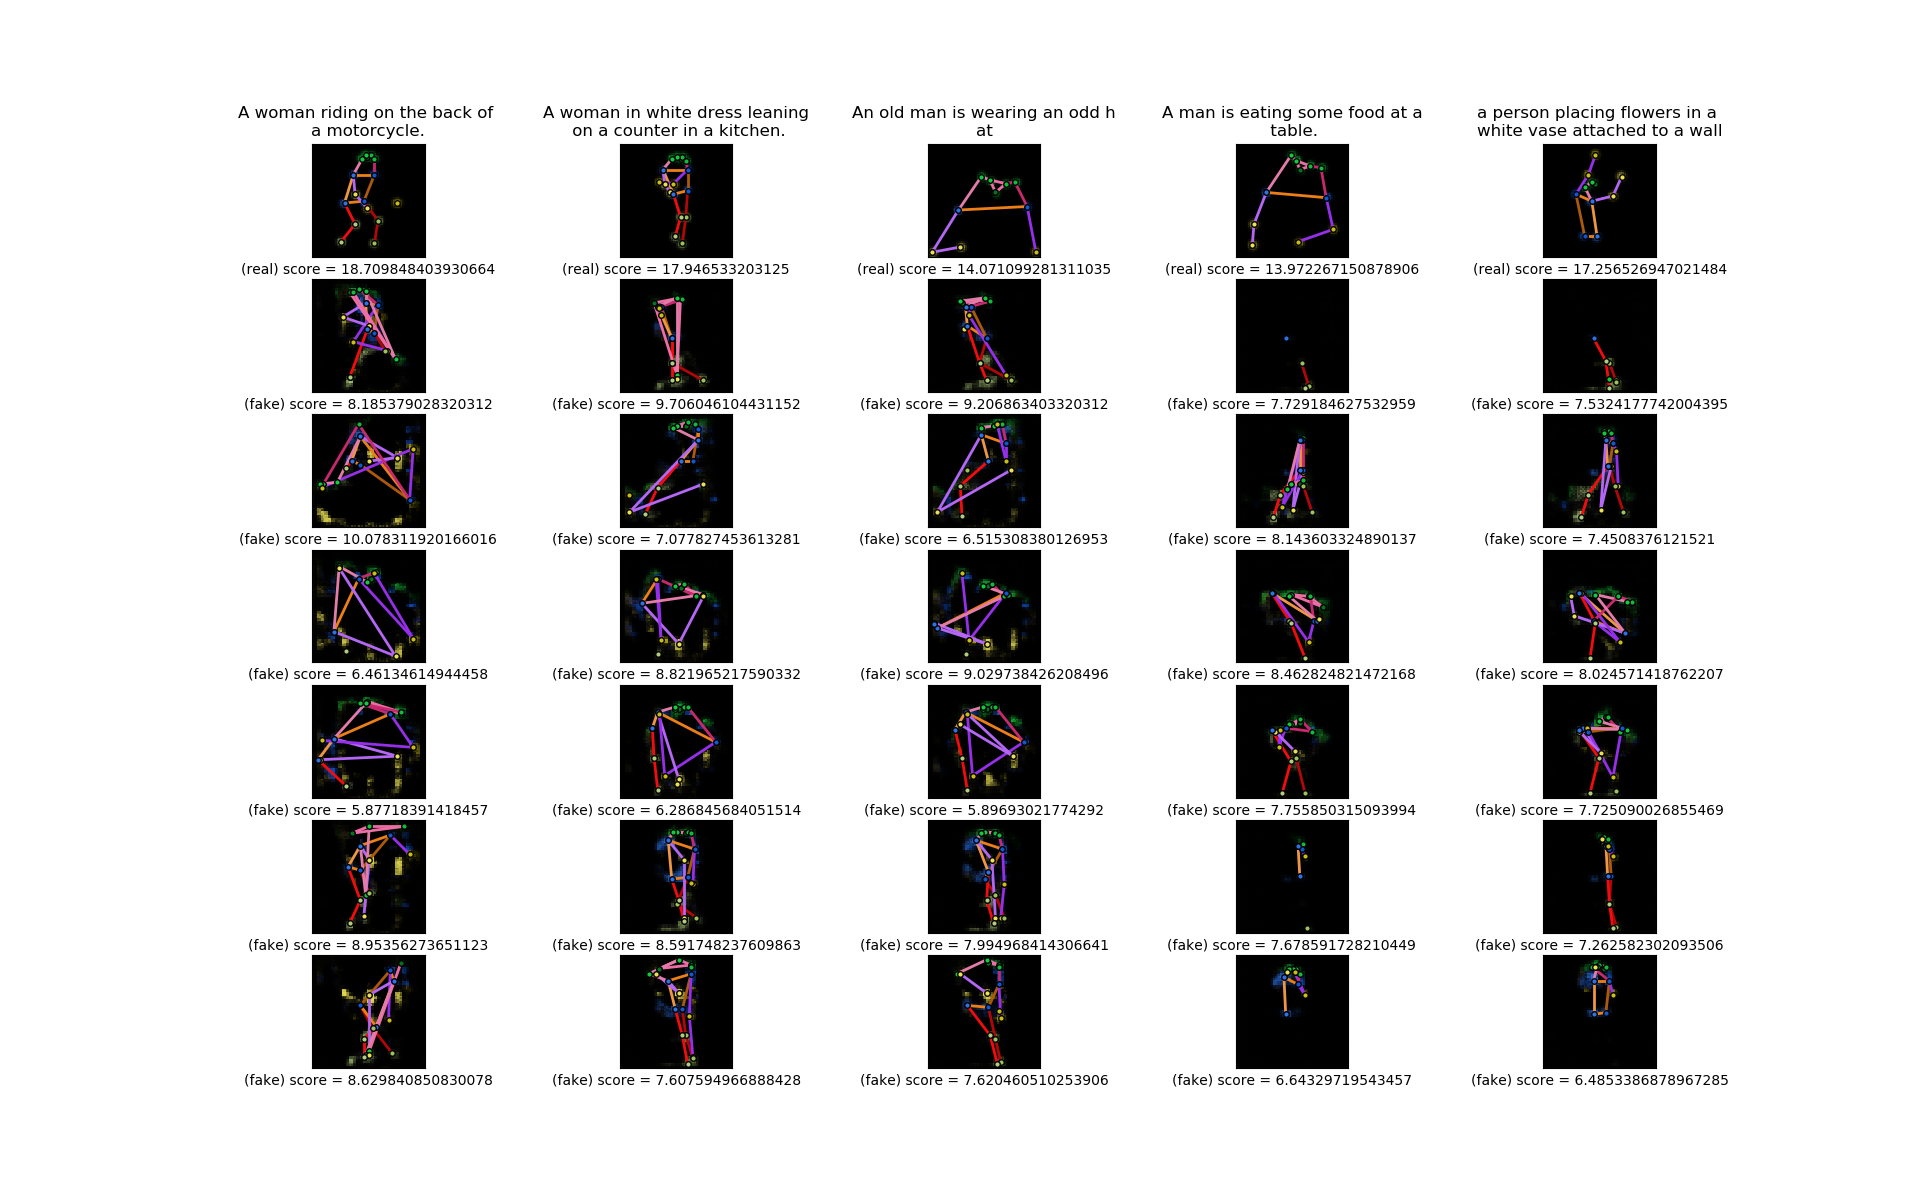 A woman riding on the back of
a motorcycle.
A woman in white dress leaning
on a counter in a kitchen.
An old man is wearing an odd h
at
A man is eating some food at a
table.
a person placing flowers in a
white vase attached to a wall
(real) score = 18.709848403930664
(real) score = 17.946533203125
(real) score = 14.071099281311035
(real) score = 13.972267150878906
(real) score = 17.256526947021484
(fake) score = 8.185379028320312
(fake) score = 9.706046104431152
(fake) score = 9.206863403320312
(fake) score = 7.729184627532959
(fake) score = 7.5324177742004395
(fake) score = 10.078311920166016
(fake) score = 7.077827453613281
(fake) score = 6.515308380126953
(fake) score = 8.143603324890137
(fake) score = 7.4508376121521
(fake) score = 6.46134614944458
(fake) score = 8.821965217590332
(fake) score = 9.029738426208496
(fake) score = 8.462824821472168
(fake) score = 8.024571418762207
(fake) score = 5.87718391418457
(fake) score = 6.286845684051514
(fake) score = 5.89693021774292
(fake) score = 7.755850315093994
(fake) score = 7.725090026855469
(fake) score = 8.95356273651123
(fake) score = 8.591748237609863
(fake) score = 7.994968414306641
(fake) score = 7.678591728210449
(fake) score = 7.262582302093506
(fake) score = 8.629840850830078
(fake) score = 7.607594966888428
(fake) score = 7.620460510253906
(fake) score = 6.64329719543457
(fake) score = 6.4853386878967285